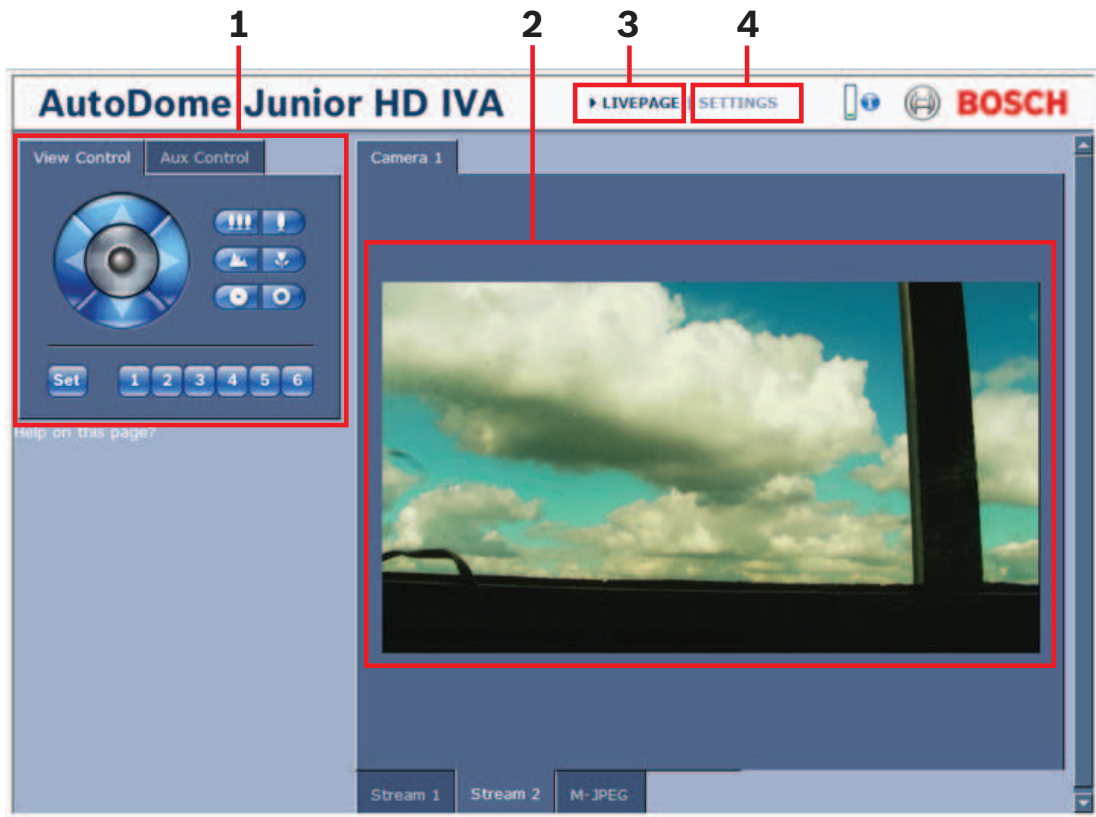 1 2 3 4
AutoDome Junior HD IVA
LIVEPAGE | SETTINGS
BOSCH
View Control Aux Control
Set 1 2 3 4 5 6
Help on this page?
Camera 1
Stream 1 Stream 2 M-JPEG